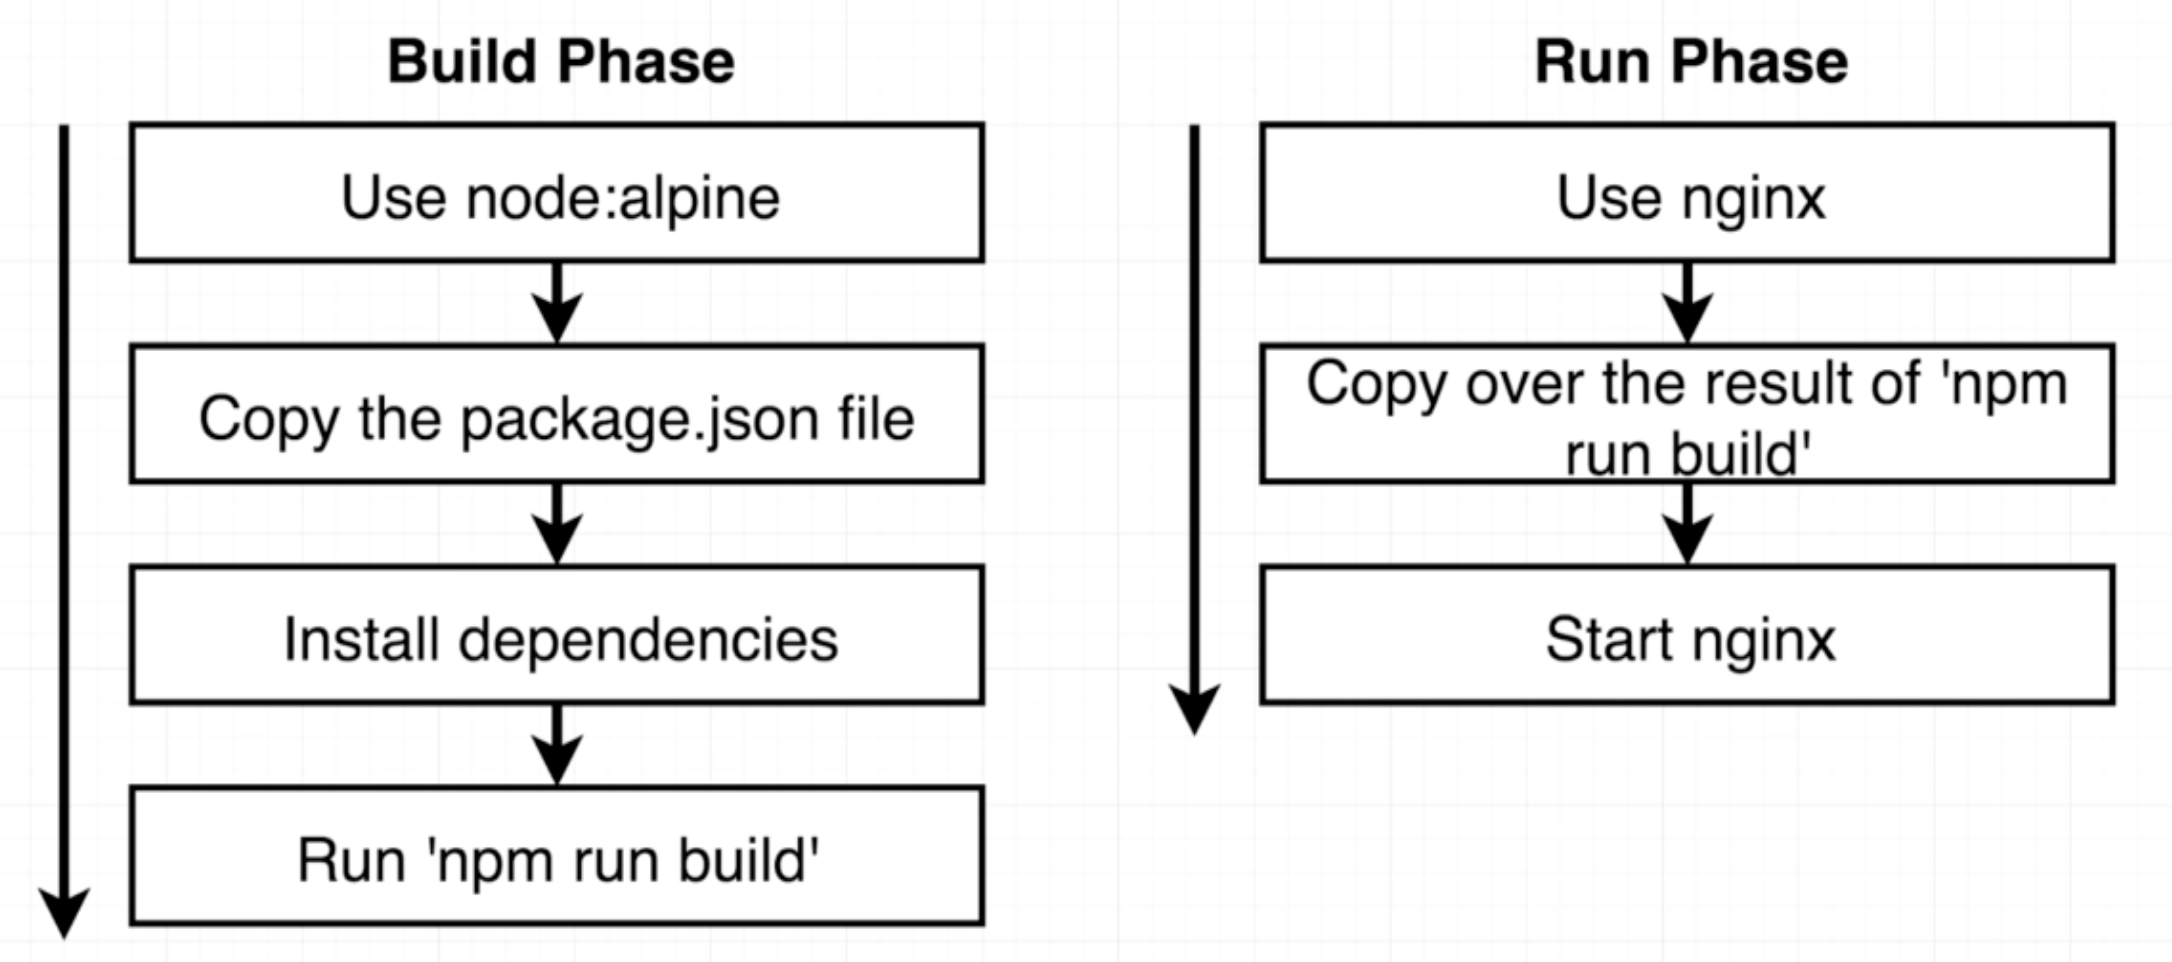 Build Phase
Use node:alpine
Copy the package.json file
Install dependencies
Run 'npm run build'
Run Phase
Use nginx
Copy over the result of 'npm
run build'
Start nginx